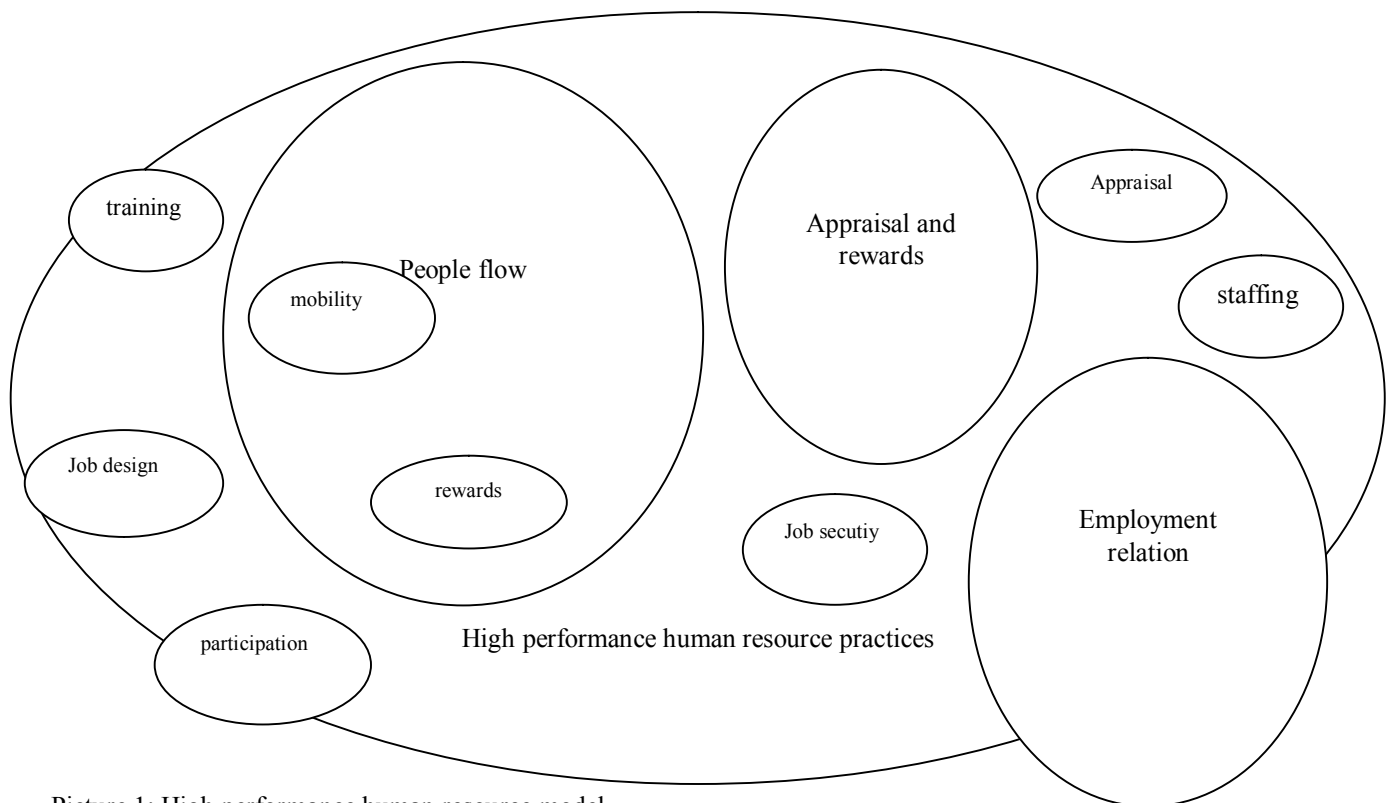 training
Appraisal
Appraisal and
rewards
People flow
mobility
staffing
Job design
rewards
Job secutiy
Employment
relation
participation
High performance human resource practices
Picture 1: High performance human resource model